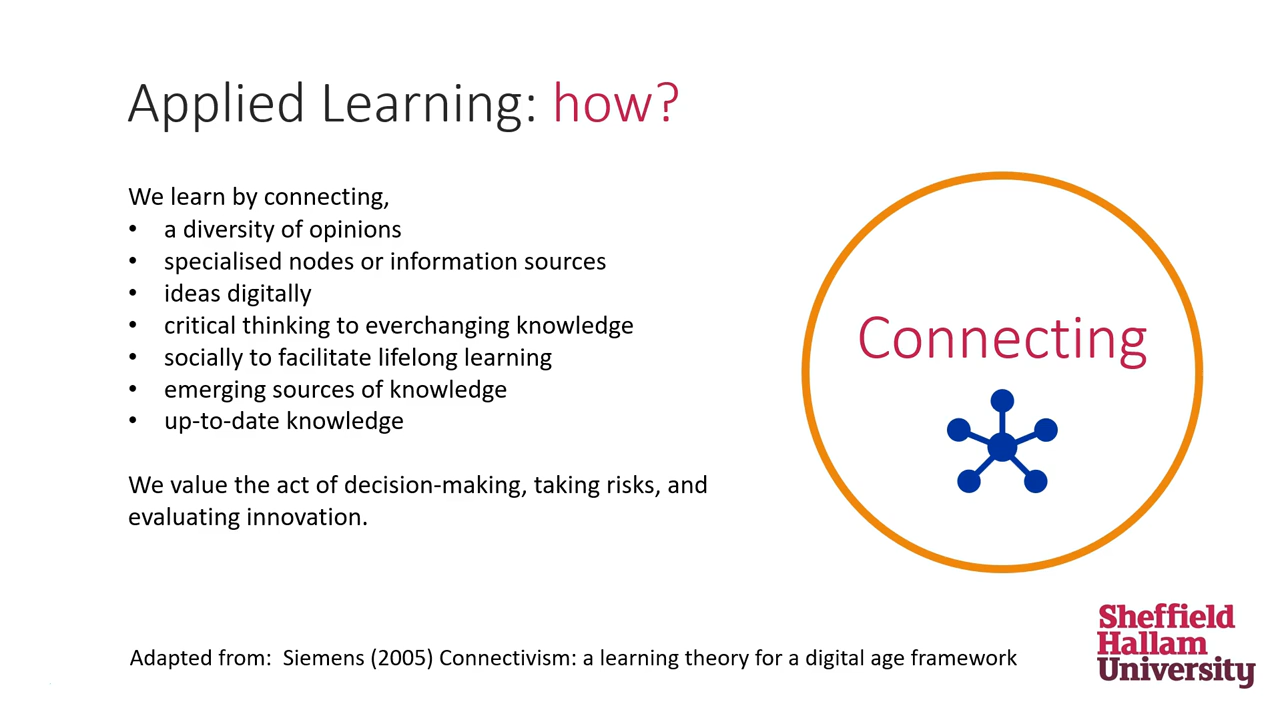 Applied Learning: how?
We learn by connecting,
• a diversity of opinions
• specialised nodes or information sources
• ideas digitally
• critical thinking to everchanging knowledge
• socially to facilitate lifelong learning
• emerging sources of knowledge
• up-to-date knowledge
We value the act of decision-making, taking risks, and
evaluating innovation.
Connecting
Adapted from: Siemens (2005) Connectivism: a learning theory for a digital age framework
Sheffield
Hallam
University